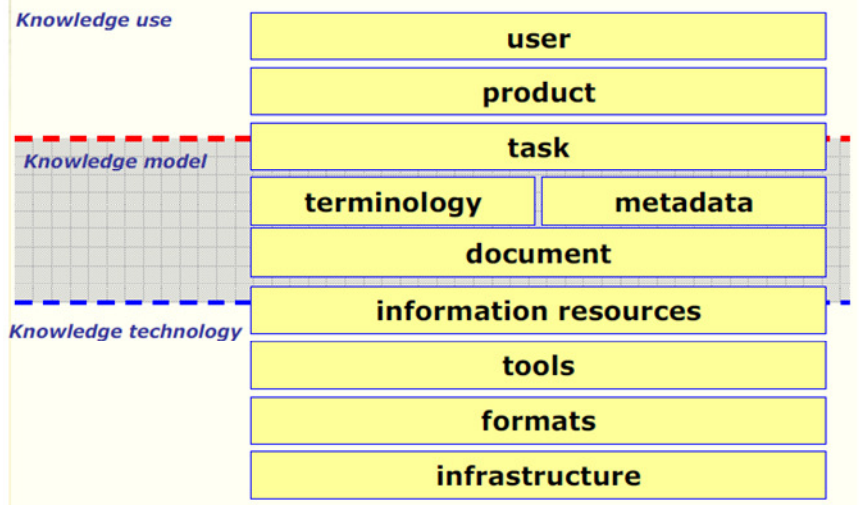 Knowledge use
user
product
task
Knowledge model
terminology metadata
document
information resources
Knowledge technology
tools
formats
infrastructure